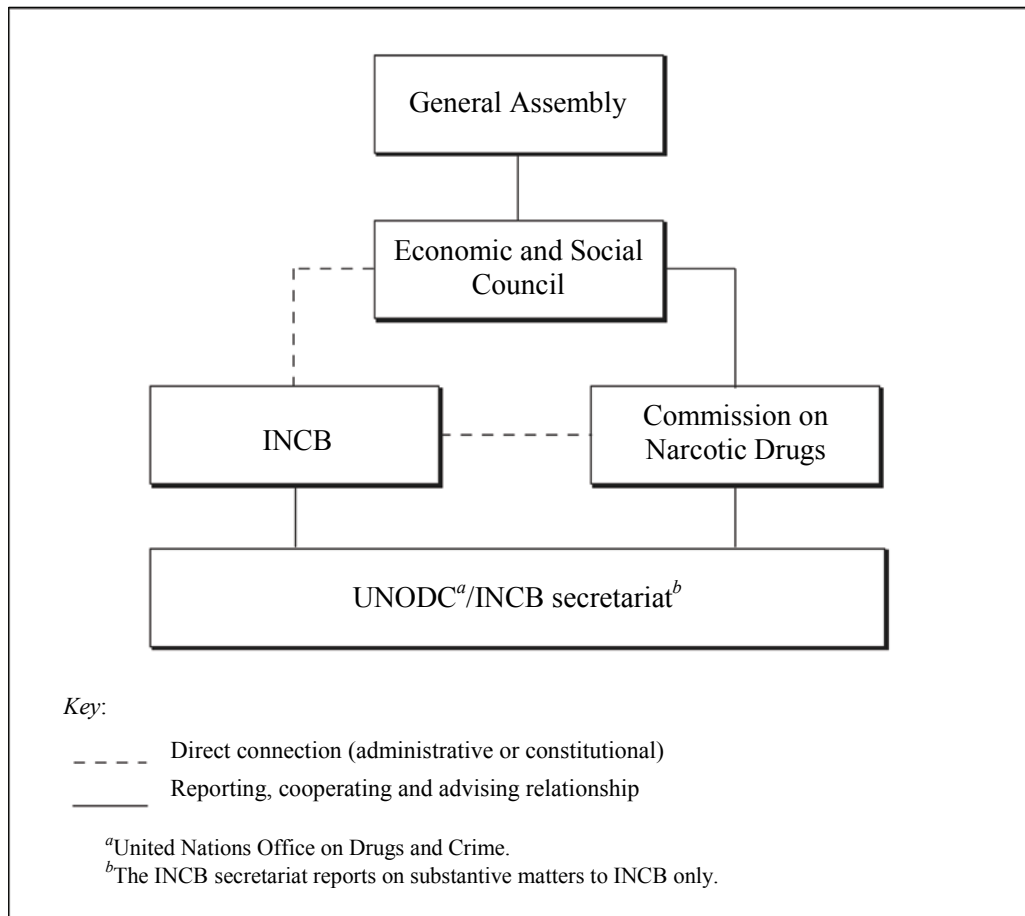 General Assembly
Economic and Social
Council
INCB
Commission on
Narcotic Drugs
UNODCᵃ/INCB secretariatᵇ
Key:
Direct connection (administrative or constitutional)
Reporting, cooperating and advising relationship
ᵃUnited Nations Office on Drugs and Crime.
ᵇThe INCB secretariat reports on substantive matters to INCB only.